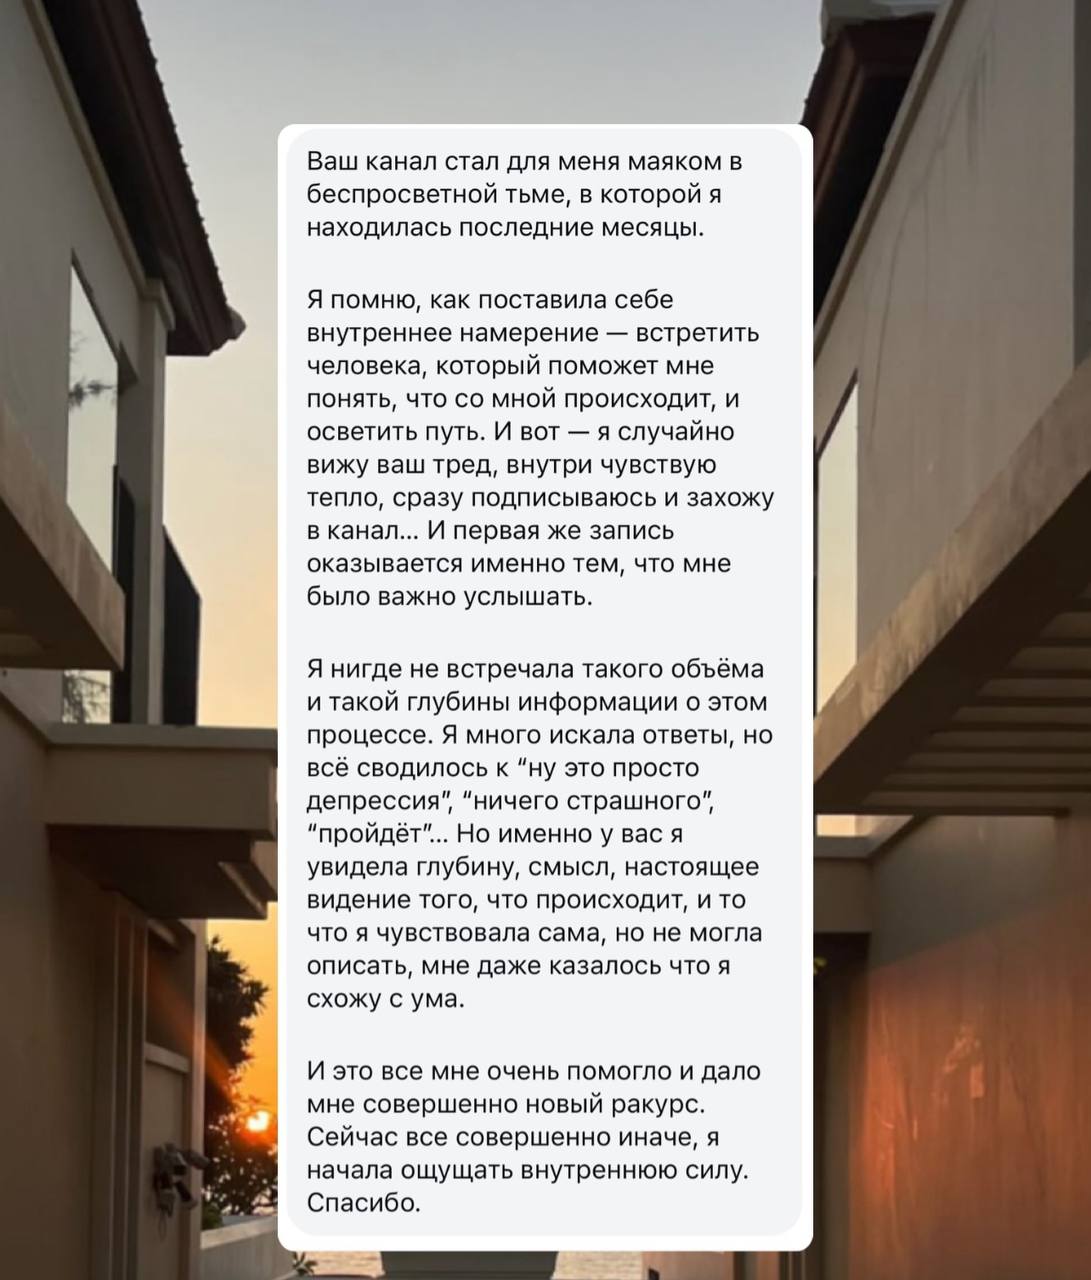 Ваш канал стал для меня маяком в
беспросветной тьме, в которой я
находилась последние месяцы.
Я помню, как поставила себе
внутреннее намерение — встретить
человека, который поможет мне
понять, что со мной происходит, и
осветить путь. И вот — я случайно
вижу ваш тред, внутри чувствую
тепло, сразу подписываюсь и захожу
в канал... И первая же запись
оказывается именно тем, что мне
было важно услышать.
Я нигде не встречала такого объёма
и такой глубины информации о этом
процессе. Я много искала ответы, но
всё сводилось к “ну это просто
депрессия”, “ничего страшного”,
“пройдёт”... Но именно у вас я
увидела глубину, смысл, настоящее
видение того, что происходит, и то
что я чувствовала сама, но не могла
описать, мне даже казалось что я
схожу с ума.
И это все мне очень помогло и дало
мне совершенно новый ракурс.
Сейчас все совершенно иначе, я
начала ощущать внутреннюю силу.
Спасибо.